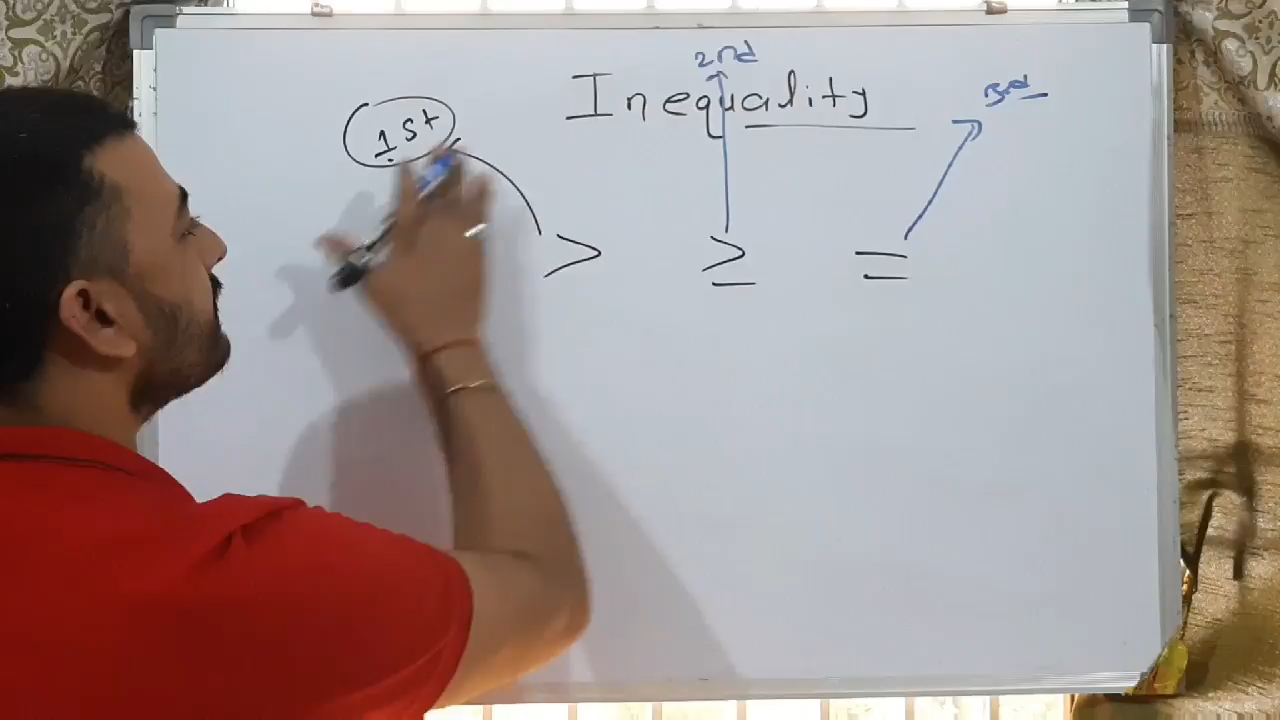 2nd
Inequality
3rd
1st
> ≥ =